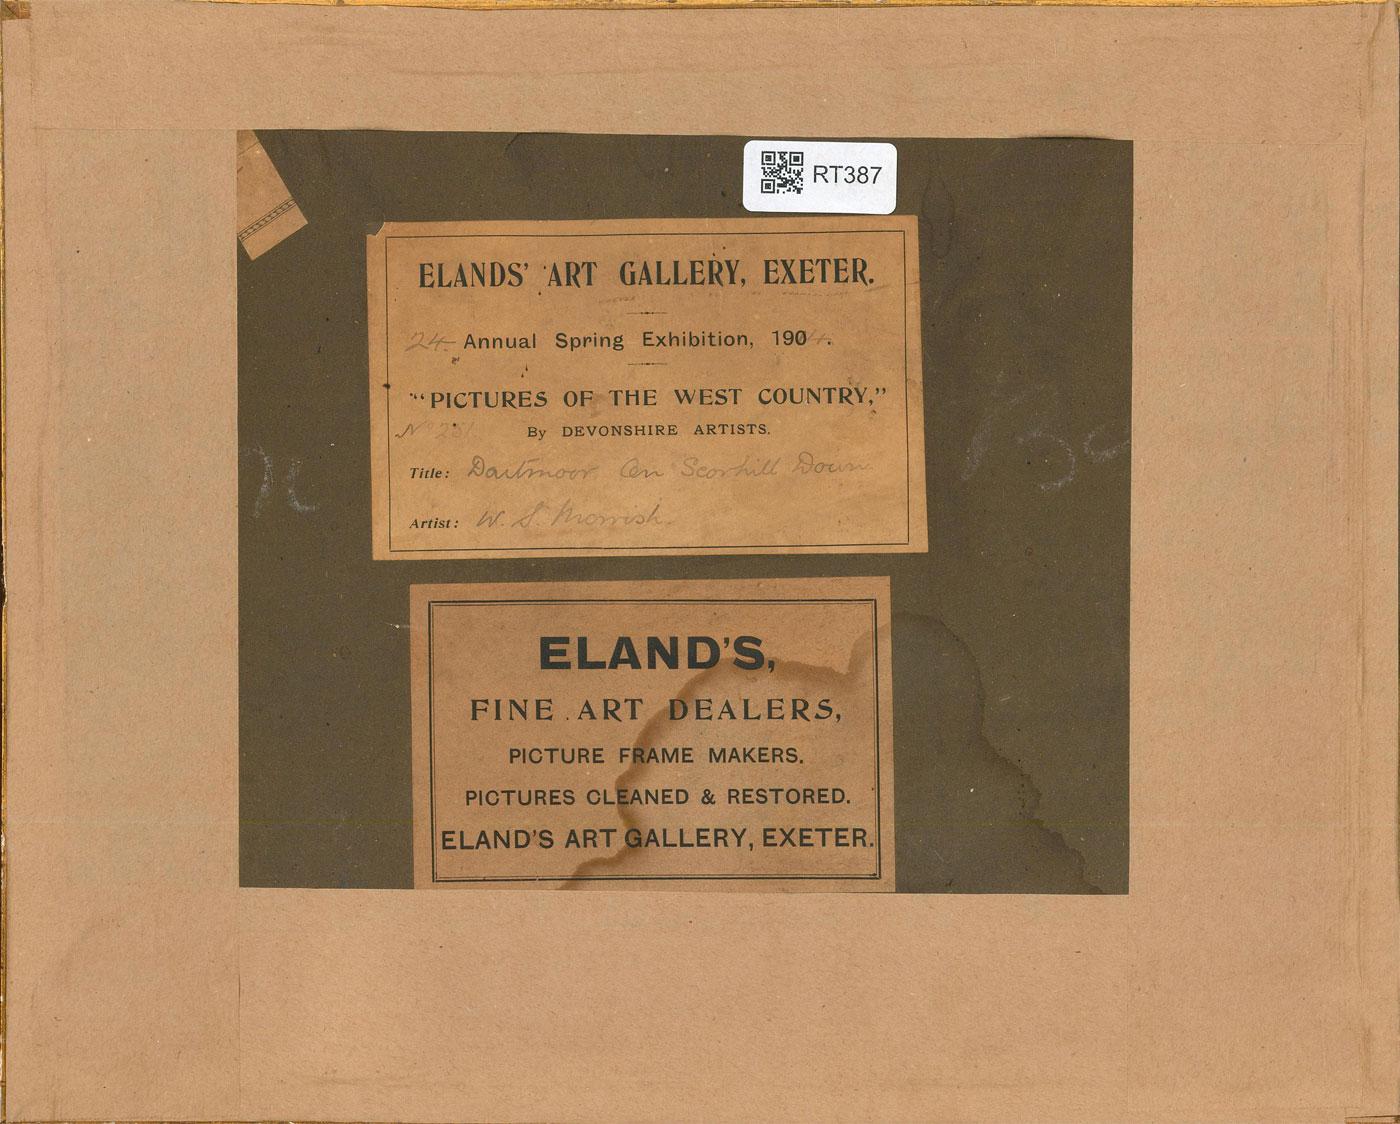 RT387
ELANDS' ART GALLERY, EXETER.
24 Annual Spring Exhibition, 1904.
"PICTURES OF THE WEST COUNTRY,"
By DEVONSHIRE ARTISTS.
Nº 251
Title: Dartmoor On Scorhill Down
Artist: W. S. Morrish.
ELAND'S,
FINE ART DEALERS,
PICTURE FRAME MAKERS.
PICTURES CLEANED & RESTORED.
ELAND'S ART GALLERY, EXETER.